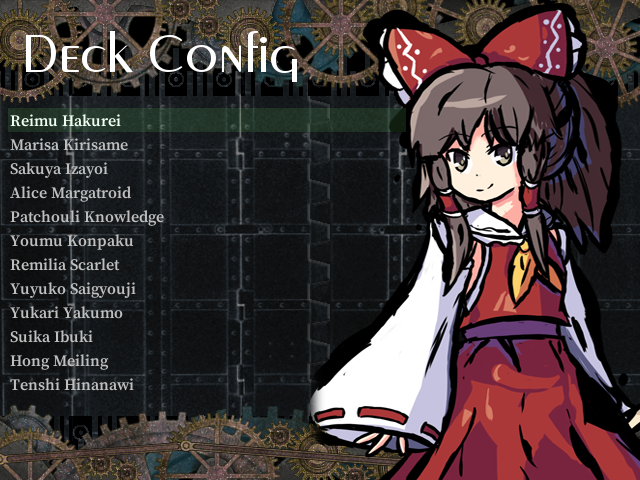 Deck Config
Reimu Hakurei
Marisa Kirisame
Sakuya Izayoi
Alice Margatroid
Patchouli Knowledge
Youmu Konpaku
Remilia Scarlet
Yuyuko Saigyouji
Yukari Yakumo
Suika Ibuki
Hong Meiling
Tenshi Hinanawi